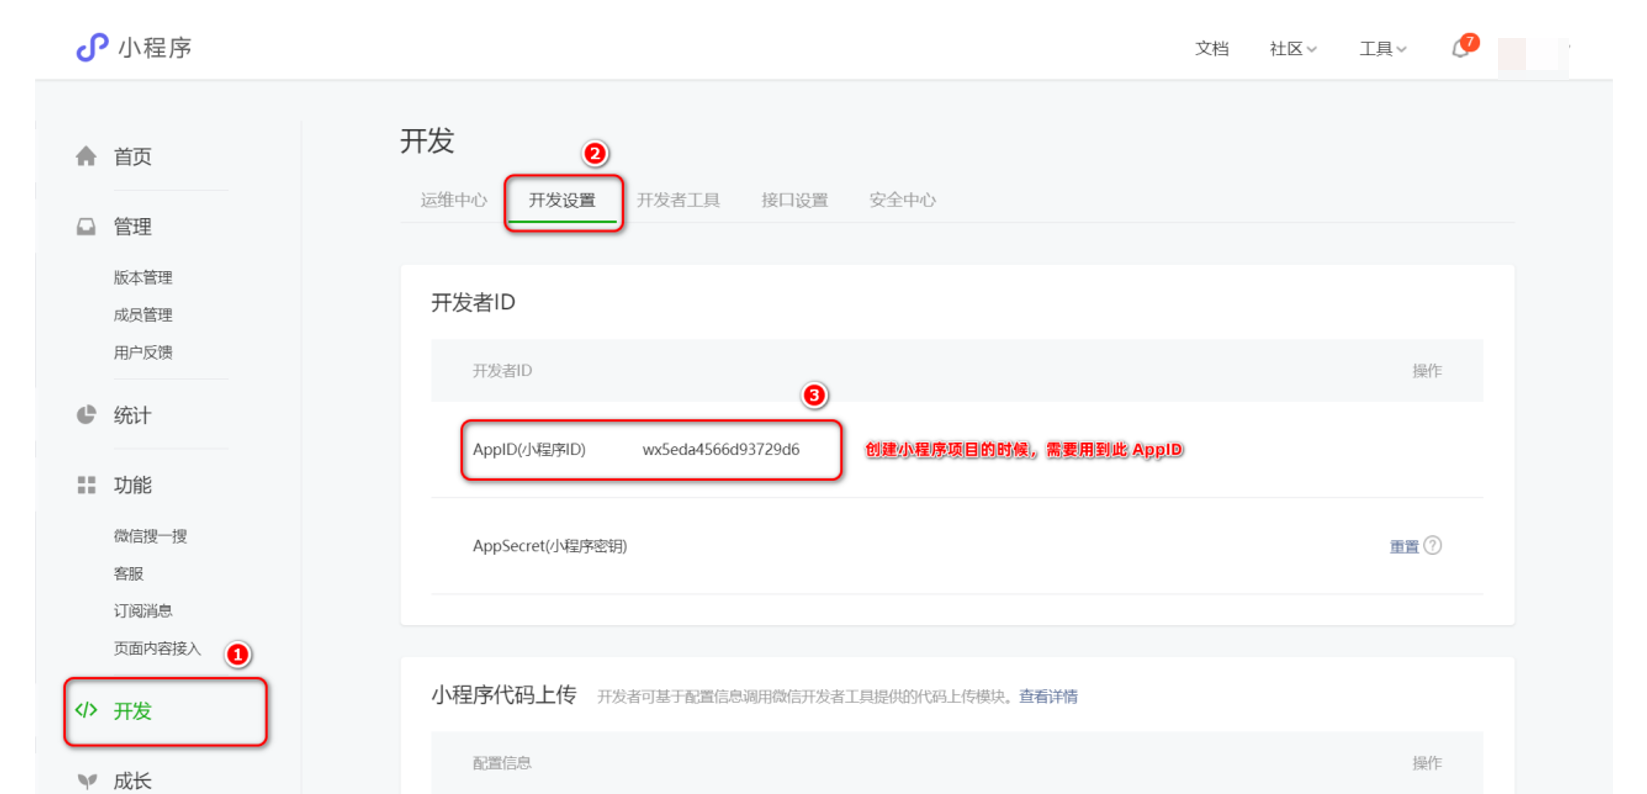 小程序
文档 社区 工具 7
首页
管理
版本管理
成员管理
用户反馈
统计
功能
微信搜一搜
客服
订阅消息
页面内容接入 1
</> 开发
成长
开发
2
运维中心 开发设置 开发者工具 接口设置 安全中心
开发者ID
开发者ID 操作
3
AppID(小程序ID) wx5eda4566d93729d6 创建小程序项目的时候，需要用到此 AppID
AppSecret(小程序密钥) 重置 ?
小程序代码上传 开发者可基于配置信息调用微信开发者工具提供的代码上传模块。查看详情
配置信息 操作